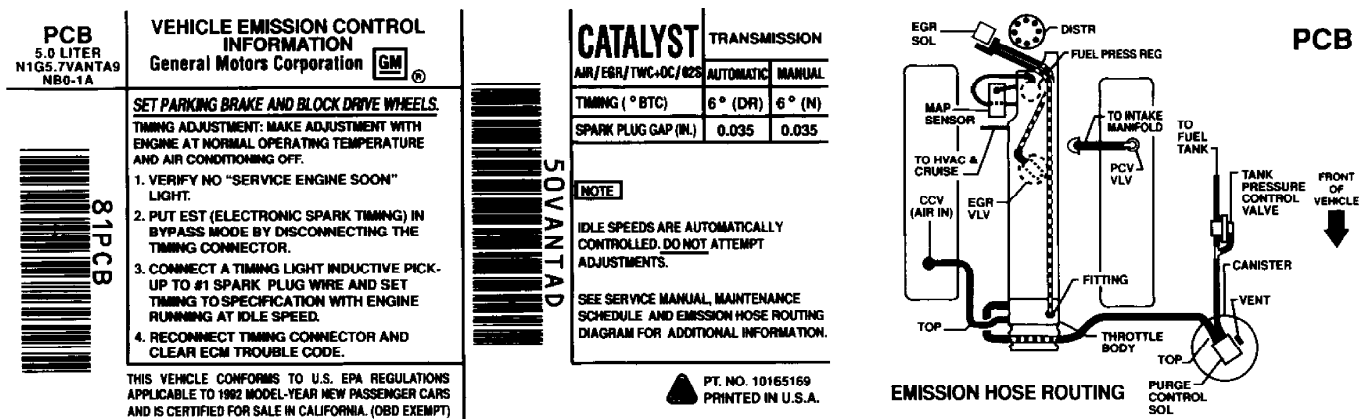 PCB
5.0 LITER
N1G5.7VANTA9
NB0-1A
81PCB
VEHICLE EMISSION CONTROL
INFORMATION
General Motors Corporation GM ®
SET PARKING BRAKE AND BLOCK DRIVE WHEELS.
TIMING ADJUSTMENT: MAKE ADJUSTMENT WITH
ENGINE AT NORMAL OPERATING TEMPERATURE
AND AIR CONDITIONING OFF.
1. VERIFY NO "SERVICE ENGINE SOON"
LIGHT.
2. PUT EST (ELECTRONIC SPARK TIMING) IN
BYPASS MODE BY DISCONNECTING THE
TIMING CONNECTOR.
3. CONNECT A TIMING LIGHT INDUCTIVE PICK-
UP TO #1 SPARK PLUG WIRE AND SET
TIMING TO SPECIFICATION WITH ENGINE
RUNNING AT IDLE SPEED.
4. RECONNECT TIMING CONNECTOR AND
CLEAR ECM TROUBLE CODE.
THIS VEHICLE CONFORMS TO U.S. EPA REGULATIONS
APPLICABLE TO 1992 MODEL-YEAR NEW PASSENGER CARS
AND IS CERTIFIED FOR SALE IN CALIFORNIA. (OBD EXEMPT)
50VANTAD
CATALYST
AIR/EGR/TWC+OC/O2S
TRANSMISSION
AUTOMATIC MANUAL
TIMING (°BTC) 6° (DR) 6° (N)
SPARK PLUG GAP (IN.) 0.035 0.035
NOTE
IDLE SPEEDS ARE AUTOMATICALLY
CONTROLLED. DO NOT ATTEMPT
ADJUSTMENTS.
SEE SERVICE MANUAL, MAINTENANCE
SCHEDULE AND EMISSION HOSE ROUTING
DIAGRAM FOR ADDITIONAL INFORMATION.
PT. NO. 10165169
PRINTED IN U.S.A.
PCB
EGR
SOL
DISTR
FUEL PRESS REG
MAP
SENSOR
TO HVAC &
CRUISE
EGR
VLV
TO INTAKE
MANIFOLD
PCV
VLV
CCV
(AIR IN)
TO
FUEL
TANK
TANK
PRESSURE
CONTROL
VALVE
FRONT
OF
VEHICLE
CANISTER
VENT
FITTING
TOP
THROTTLE
BODY
TOP
PURGE
CONTROL
SOL
EMISSION HOSE ROUTING